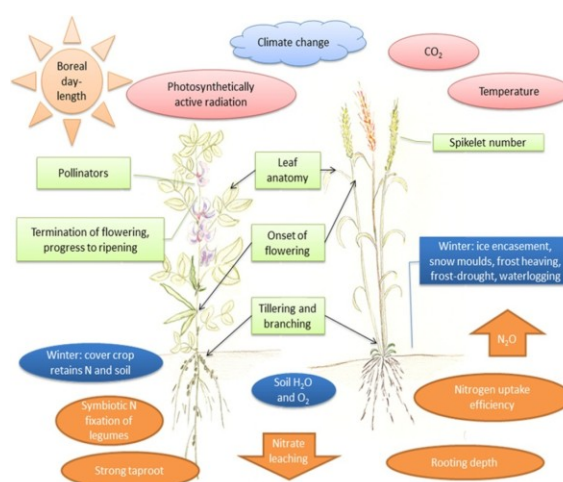 Climate change
CO₂
Boreal
day-
length
Photosynthetically
active radiation
Temperature
Spikelet number
Leaf
anatomy
Pollinators
Termination of flowering,
progress to ripening
Onset of
flowering
Winter: ice encasement,
snow moulds, frost heaving,
frost-drought, waterlogging
Tillering and
branching
N₂O
Winter: cover crop
retains N and soil
Soil H₂O
and O₂
Nitrogen uptake
efficiency
Symbiotic N
fixation of
legumes
Nitrate
leaching
Strong taproot
Rooting depth